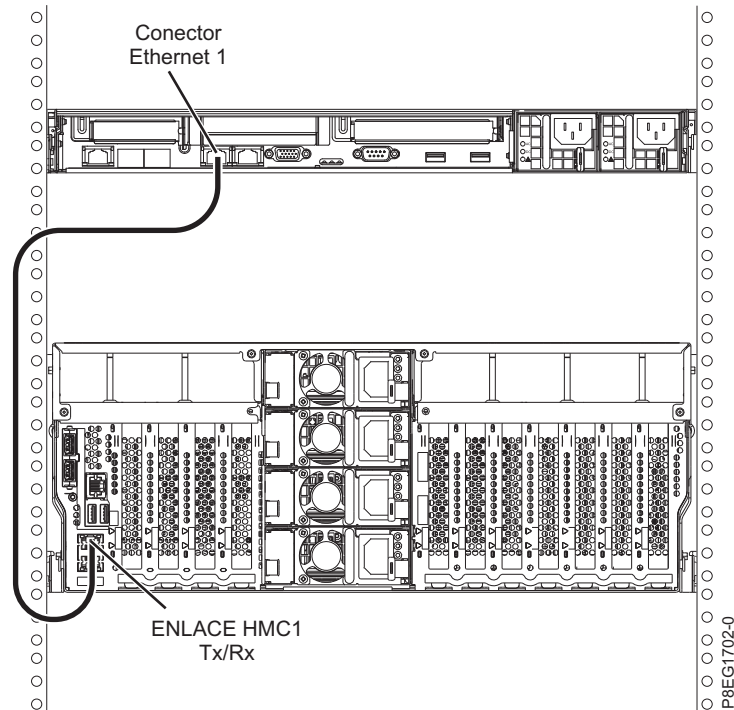 Conector
Ethernet 1
ENLACE HMC1
Tx/Rx
P8EG1702-0